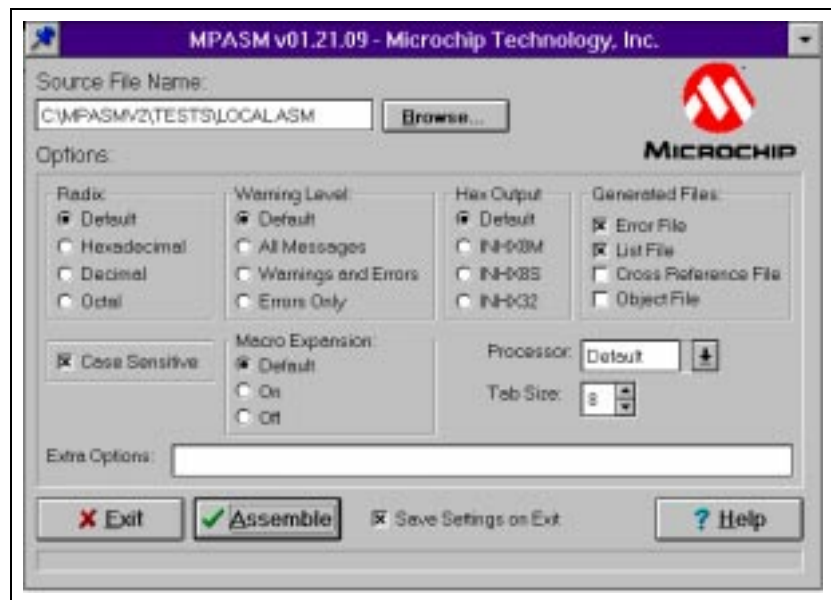 MPASM v01.21.09 - Microchip Technology, Inc.
Source File Name:
C:\MPASMV2\TESTS\LOCAL.ASM
Browse...
MICROCHIP
Options:
Radix:
Default
Hexadecimal
Decimal
Octal
Warning Level:
Default
All Messages
Warnings and Errors
Errors Only
Hex Output
Default
INHX8M
INHX8S
INHX32
Generated Files:
Error File
List File
Cross Reference File
Object File
Case Sensitive
Macro Expansion:
Default
On
Off
Processor: Default
Tab Size: 8
Extra Options:
Exit
Assemble
Save Settings on Exit
? Help